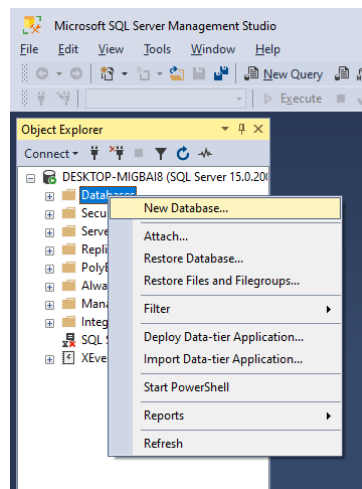 Microsoft SQL Server Management Studio
File Edit View Tools Window Help
New Query
Execute
Object Explorer
Connect
DESKTOP-MIGBAI8 (SQL Server 15.0.200
Databases
New Database...
Secu
Attach...
Serve
Restore Database...
Repli
Restore Files and Filegroups...
PolyB
Alwa
Filter
Mana
Integ
Deploy Data-tier Application...
SQL S
Import Data-tier Application...
XEve
Start PowerShell
Reports
Refresh